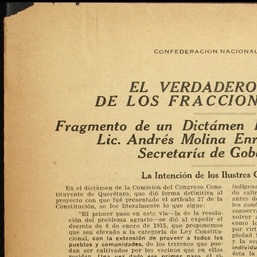 CONFEDERACION NACIONAL
EL VERDADERO
DE LOS FRACCION
Fragmento de un Dictámen
Lic. Andrés Molina Enr
Secretaría de Gob
La Intención de los Ilustres C
En el dictámen de la Comisión del Congreso Cons-
tituyente de Querétaro, que dió forma definitiva al
proyecto con que fué presentado el artículo 27 de la
Constitución, se lee literalmente lo que sigue:
"El primer paso en esta vía—la de la resolu-
ción del problema agrario—se dió al expedir el
decreto de 6 de enero de 1915, que proponemos
que sea elevado a la categoría de Ley Constitu-
cional, con la extensión de proveer a todos los
pueblos y comunidades, de los terrenos que pue-
dan ser cultivados por los vecinos que en ellas